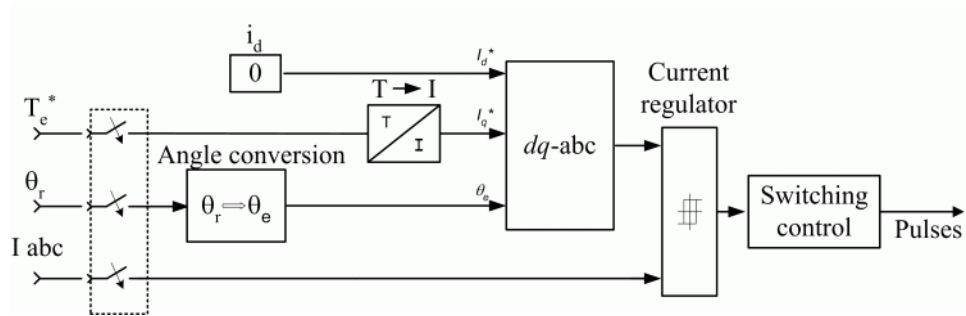 i_d
0
I_d*
T → I
Current
regulator
T_e*
T
I
I_q*
dq-abc
Angle conversion
θ_r
θ_r ⇒ θ_e
θ_e
Switching
control
Pulses
I abc